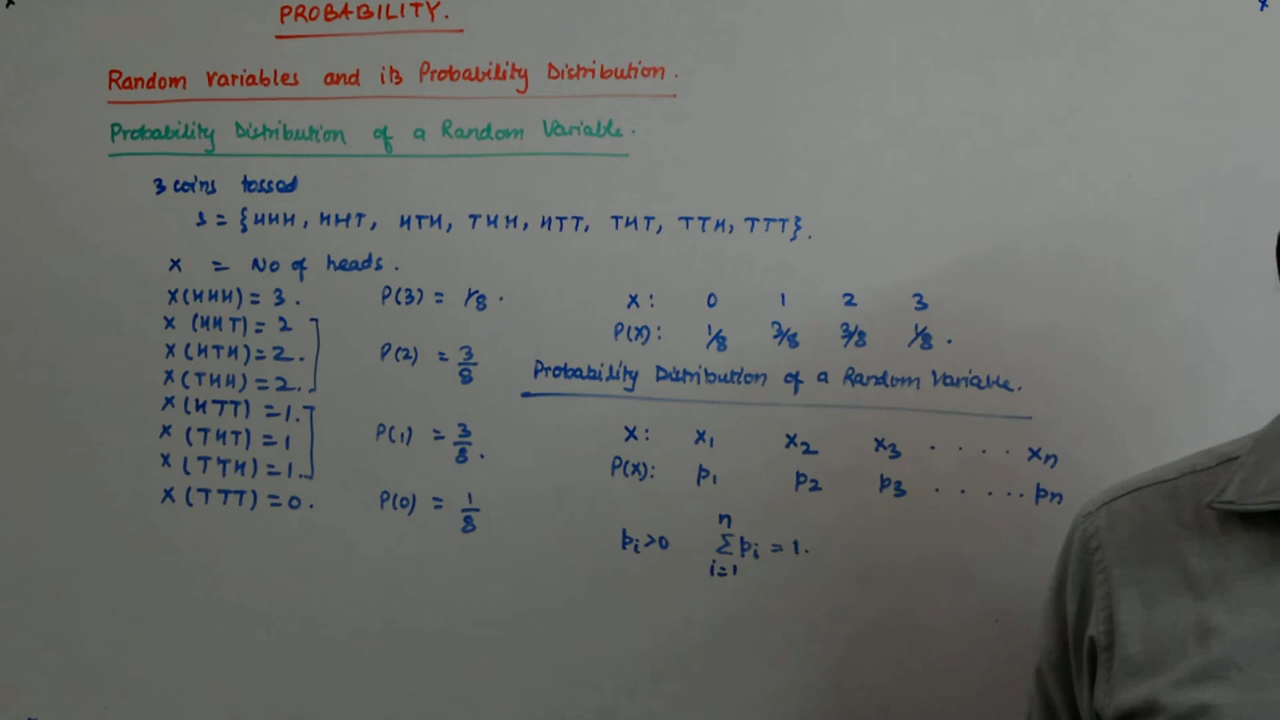 PROBABILITY.
Random variables and its Probability Distribution.
Probability Distribution of a Random Variable.
3 coins tossed
S = {HHH, HHT, HTH, THH, HTT, THT, TTH, TTT}.
X = No of heads.
X(HHH) = 3.
X (HHT) = 2
X (HTH) = 2.
X (THH) = 2.
X (HTT) = 1.
X (THT) = 1
X (TTH) = 1.
X (TTT) = 0.
P(3) = 1/8.
P(2) = 3/8
P(1) = 3/8.
P(0) = 1/8
X: 0 1 2 3
P(X): 1/8 3/8 3/8 1/8.
Probability Distribution of a Random Variable.
X: x₁ x₂ x₃ ..... xₙ
P(X): p₁ p₂ p₃ ..... pₙ
pᵢ>0 n∑i=1 pᵢ = 1.